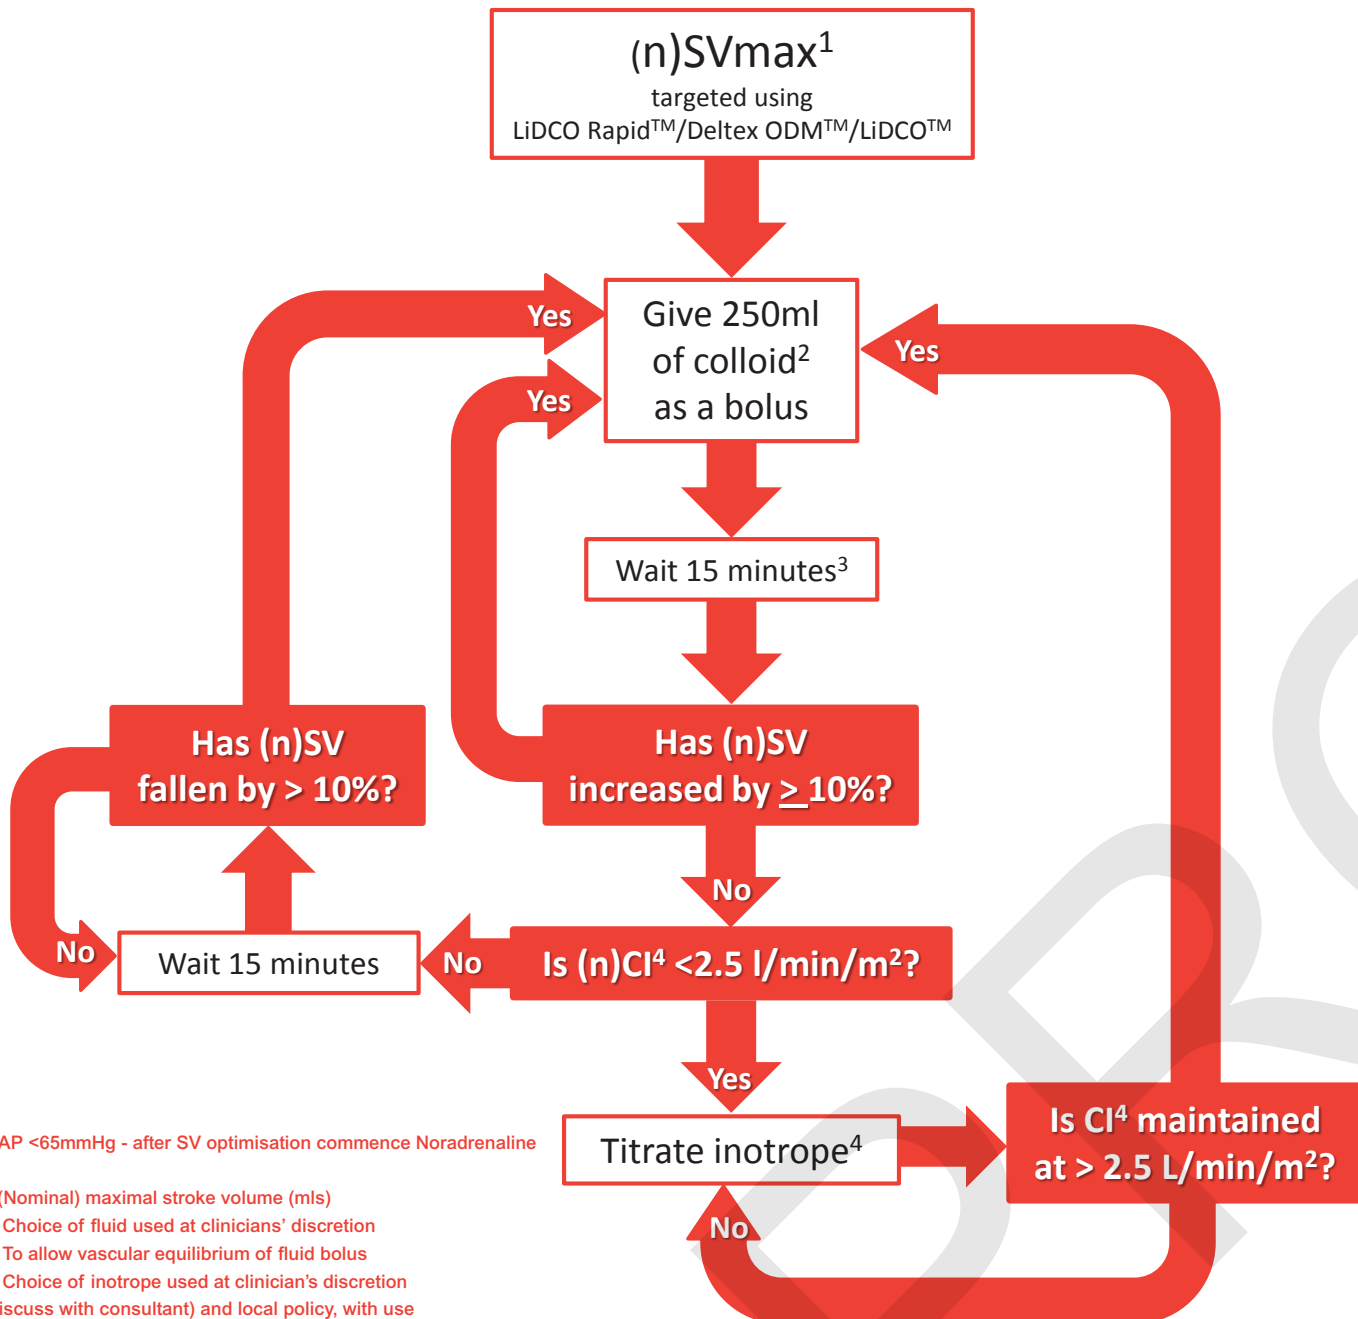 (n)SVmax1
targeted using
LiDCO Rapid™/Deltex ODM™/LiDCO™
Give 250ml
of colloid2
as a bolus
Yes
Yes
Yes
Wait 15 minutes3
Has (n)SV
fallen by > 10%?
Has (n)SV
increased by > 10%?
No
No
Wait 15 minutes
No
Is (n)CI4 <2.5 l/min/m2?
Yes
Titrate inotrope4
Is CI4 maintained
at > 2.5 L/min/m2?
No
AP <65mmHg - after SV optimisation commence Noradrenaline
(Nominal) maximal stroke volume (mls)
Choice of fluid used at clinicians' discretion
To allow vascular equilibrium of fluid bolus
Choice of inotrope used at clinician's discretion
iscuss with consultant) and local policy, with use